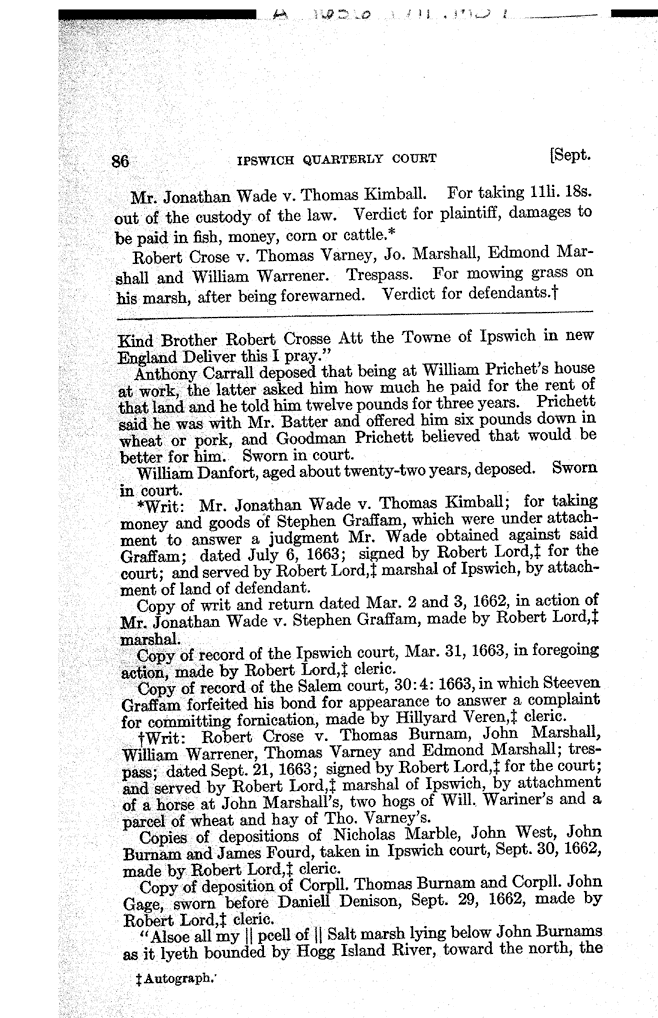 86 IPSWICH QUARTERLY COURT [Sept.
Mr. Jonathan Wade v. Thomas Kimball. For taking 11li. 18s.
out of the custody of the law. Verdict for plaintiff, damages to
be paid in fish, money, corn or cattle.*
Robert Crose v. Thomas Varney, Jo. Marshall, Edmond Mar-
shall and William Warrener. Trespass. For mowing grass on
his marsh, after being forewarned. Verdict for defendants.†
Kind Brother Robert Crosse Att the Towne of Ipswich in new
England Deliver this I pray.”
Anthony Carrall deposed that being at William Prichet's house
at work, the latter asked him how much he paid for the rent of
that land and he told him twelve pounds for three years. Prichett
said he was with Mr. Batter and offered him six pounds down in
wheat or pork, and Goodman Prichett believed that would be
better for him. Sworn in court.
William Danfort, aged about twenty-two years, deposed. Sworn
in court.
*Writ: Mr. Jonathan Wade v. Thomas Kimball; for taking
money and goods of Stephen Graffam, which were under attach-
ment to answer a judgment Mr. Wade obtained against said
Graffam; dated July 6, 1663; signed by Robert Lord,‡ for the
court; and served by Robert Lord,‡ marshal of Ipswich, by attach-
ment of land of defendant.
Copy of writ and return dated Mar. 2 and 3, 1662, in action of
Mr. Jonathan Wade v. Stephen Graffam, made by Robert Lord,‡
marshal.
Copy of record of the Ipswich court, Mar. 31, 1663, in foregoing
action, made by Robert Lord,‡ cleric.
Copy of record of the Salem court, 30:4: 1663, in which Steeven
Graffam forfeited his bond for appearance to answer a complaint
for committing fornication, made by Hillyard Veren,‡ cleric.
†Writ: Robert Crose v. Thomas Burnam, John Marshall,
William Warrener, Thomas Varney and Edmond Marshall; tres-
pass; dated Sept. 21, 1663; signed by Robert Lord,‡ for the court;
and served by Robert Lord,‡ marshal of Ipswich, by attachment
of a horse at John Marshall's, two hogs of Will. Wariner's and a
parcel of wheat and hay of Tho. Varney's.
Copies of depositions of Nicholas Marble, John West, John
Burnam and James Fourd, taken in Ipswich court, Sept. 30, 1662,
made by Robert Lord,‡ cleric.
Copy of deposition of Corpll. Thomas Burnam and Corpll. John
Gage, sworn before Daniell Denison, Sept. 29, 1662, made by
Robert Lord,‡ cleric.
“Alsoe all my || pcell of || Salt marsh lying below John Burnams
as it lyeth bounded by Hogg Island River, toward the north, the
‡Autograph.